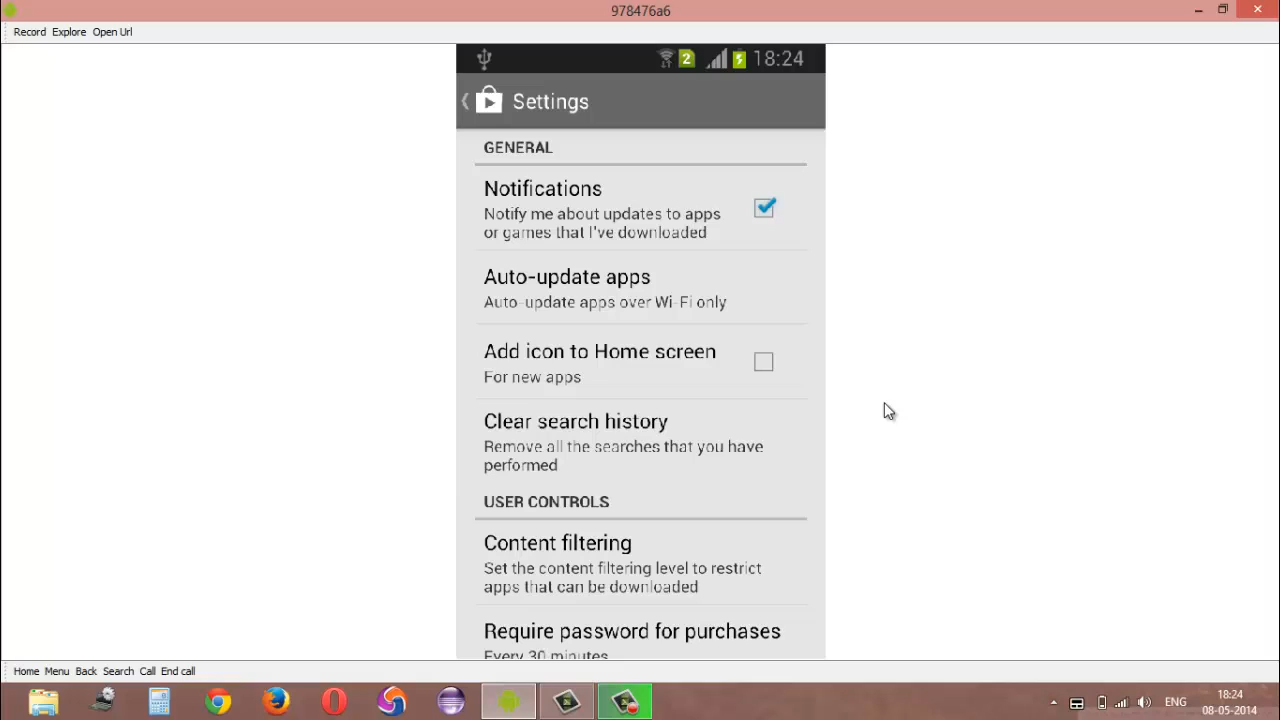 978476a6
Record Explore Open Url
2 18:24
Settings
GENERAL
Notifications
Notify me about updates to apps
or games that I've downloaded
Auto-update apps
Auto-update apps over Wi-Fi only
Add icon to Home screen
For new apps
Clear search history
Remove all the searches that you have
performed
USER CONTROLS
Content filtering
Set the content filtering level to restrict
apps that can be downloaded
Require password for purchases
Every 30 minutes
Home Menu Back Search Call End call
ENG
18:24
08-05-2014